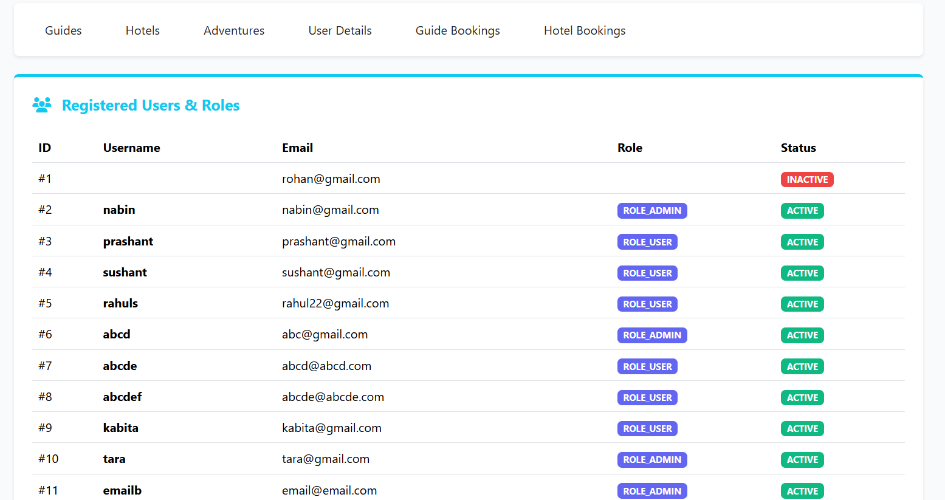 Guides Hotels Adventures User Details Guide Bookings Hotel Bookings
Registered Users & Roles
ID Username Email Role Status
#1 rohan@gmail.com INACTIVE
#2 nabin nabin@gmail.com ROLE_ADMIN ACTIVE
#3 prashant prashant@gmail.com ROLE_USER ACTIVE
#4 sushant sushant@gmail.com ROLE_USER ACTIVE
#5 rahuls rahul22@gmail.com ROLE_USER ACTIVE
#6 abcd abc@gmail.com ROLE_ADMIN ACTIVE
#7 abcde abcd@abcd.com ROLE_USER ACTIVE
#8 abcdef abcde@abcde.com ROLE_USER ACTIVE
#9 kabita kabita@gmail.com ROLE_USER ACTIVE
#10 tara tara@gmail.com ROLE_ADMIN ACTIVE
#11 emailb email@email.com ROLE_ADMIN ACTIVE